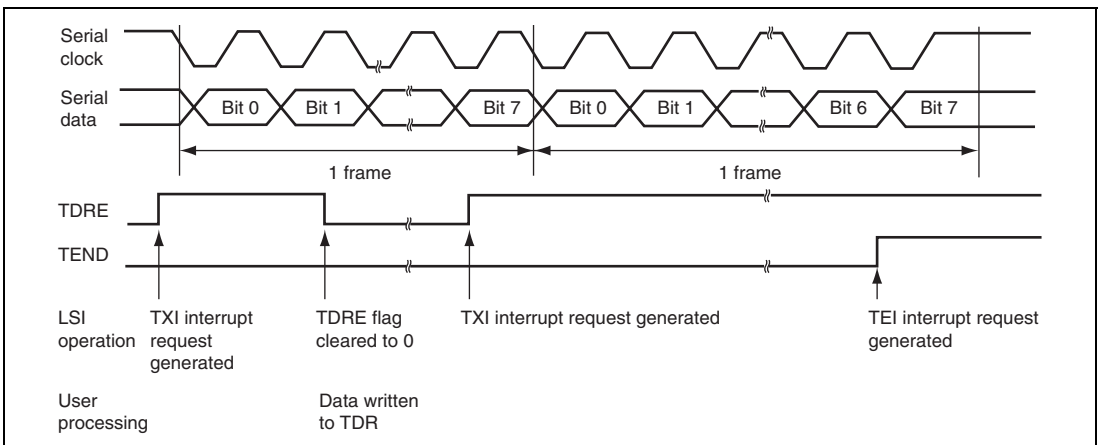 Serial
clock
Serial
data
Bit 0
Bit 1
Bit 7
Bit 0
Bit 1
Bit 6
Bit 7
1 frame
1 frame
TDRE
TEND
LSI
operation
TXI interrupt
request
generated
TDRE flag
cleared to 0
TXI interrupt request generated
TEI interrupt request
generated
User
processing
Data written
to TDR